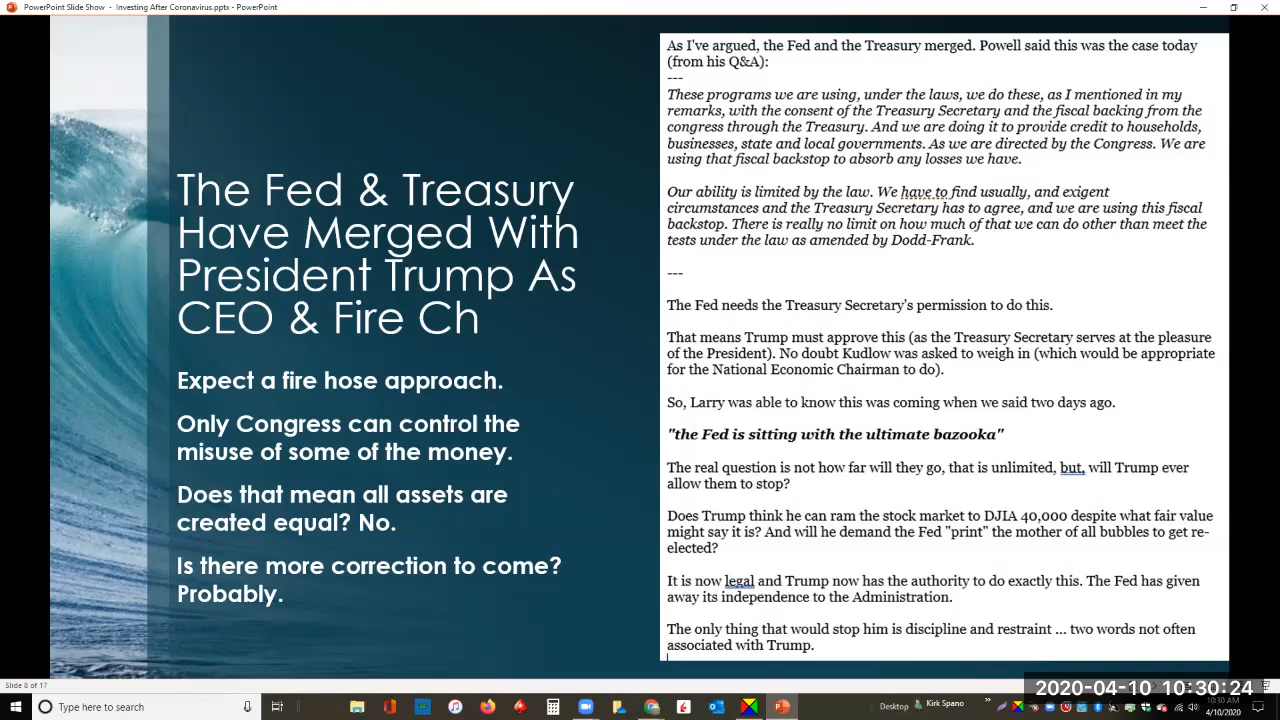 PowerPoint Slide Show - Investing After Coronavirus.pptx - PowerPoint
The Fed & Treasury
Have Merged With
President Trump As
CEO & Fire Ch
Expect a fire hose approach.
Only Congress can control the
misuse of some of the money.
Does that mean all assets are
created equal? No.
Is there more correction to come?
Probably.
As I've argued, the Fed and the Treasury merged. Powell said this was the case today
(from his Q&A):
---
These programs we are using, under the laws, we do these, as I mentioned in my
remarks, with the consent of the Treasury Secretary and the fiscal backing from the
congress through the Treasury. And we are doing it to provide credit to households,
businesses, state and local governments. As we are directed by the Congress. We are
using that fiscal backstop to absorb any losses we have.
Our ability is limited by the law. We have to find usually, and exigent
circumstances and the Treasury Secretary has to agree, and we are using this fiscal
backstop. There is really no limit on how much of that we can do other than meet the
tests under the law as amended by Dodd-Frank.
---
The Fed needs the Treasury Secretary's permission to do this.
That means Trump must approve this (as the Treasury Secretary serves at the pleasure
of the President). No doubt Kudlow was asked to weigh in (which would be appropriate
for the National Economic Chairman to do).
So, Larry was able to know this was coming when we said two days ago.
"the Fed is sitting with the ultimate bazooka"
The real question is not how far will they go, that is unlimited, but, will Trump ever
allow them to stop?
Does Trump think he can ram the stock market to DJIA 40,000 despite what fair value
might say it is? And will he demand the Fed "print" the mother of all bubbles to get re-
elected?
It is now legal and Trump now has the authority to do exactly this. The Fed has given
away its independence to the Administration.
The only thing that would stop him is discipline and restraint ... two words not often
associated with Trump.
Slide 8 of 17
2020-04-10 10:30:24
Type here to search
Desktop
Kirk Spano
10:30 AM
4/10/2020